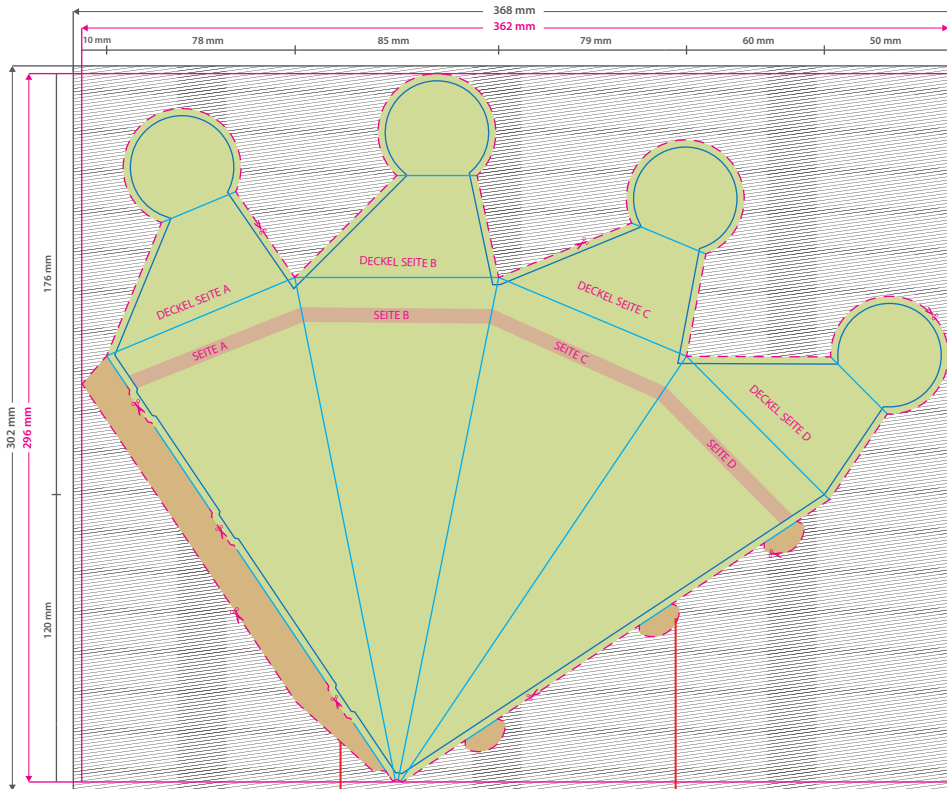 368 mm
362 mm
10 mm
78 mm
85 mm
79 mm
60 mm
50 mm
302 mm
296 mm
176 mm
120 mm
DECKEL SEITE A
DECKEL SEITE B
DECKEL SEITE C
DECKEL SEITE D
SEITE A
SEITE B
SEITE C
SEITE D